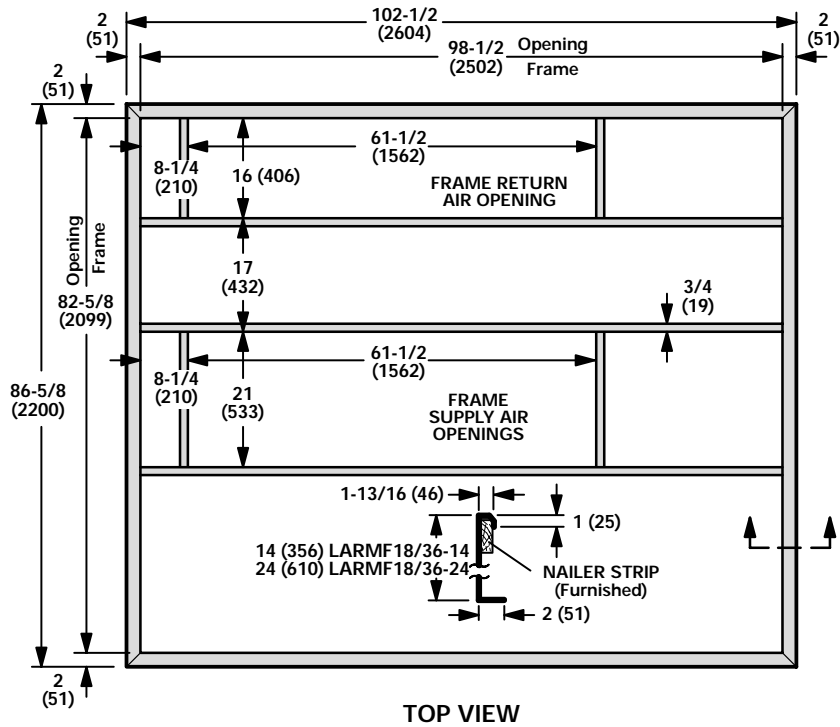 2
(51)
102-1/2
(2604)
2
(51)
98-1/2
(2502)
Opening
Frame
2
(51)
61-1/2
(1562)
8-1/4
(210)
16 (406)
FRAME RETURN
AIR OPENING
Opening
Frame
17
(432)
3/4
(19)
82-5/8
(2099)
61-1/2
(1562)
8-1/4
(210)
21
(533)
86-5/8
(2200)
FRAME
SUPPLY AIR
OPENINGS
1-13/16 (46)
1 (25)
14 (356) LARMF18/36-14
24 (610) LARMF18/36-24
NAILER STRIP
(Furnished)
2 (51)
2
(51)
TOP VIEW